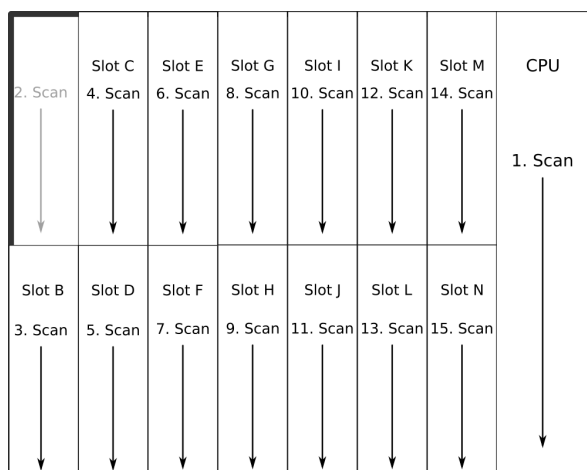 Slot C
Slot E
Slot G
Slot I
Slot K
Slot M
CPU
2. Scan
4. Scan
6. Scan
8. Scan
10. Scan
12. Scan
14. Scan
1. Scan
Slot B
Slot D
Slot F
Slot H
Slot J
Slot L
Slot N
3. Scan
5. Scan
7. Scan
9. Scan
11. Scan
13. Scan
15. Scan